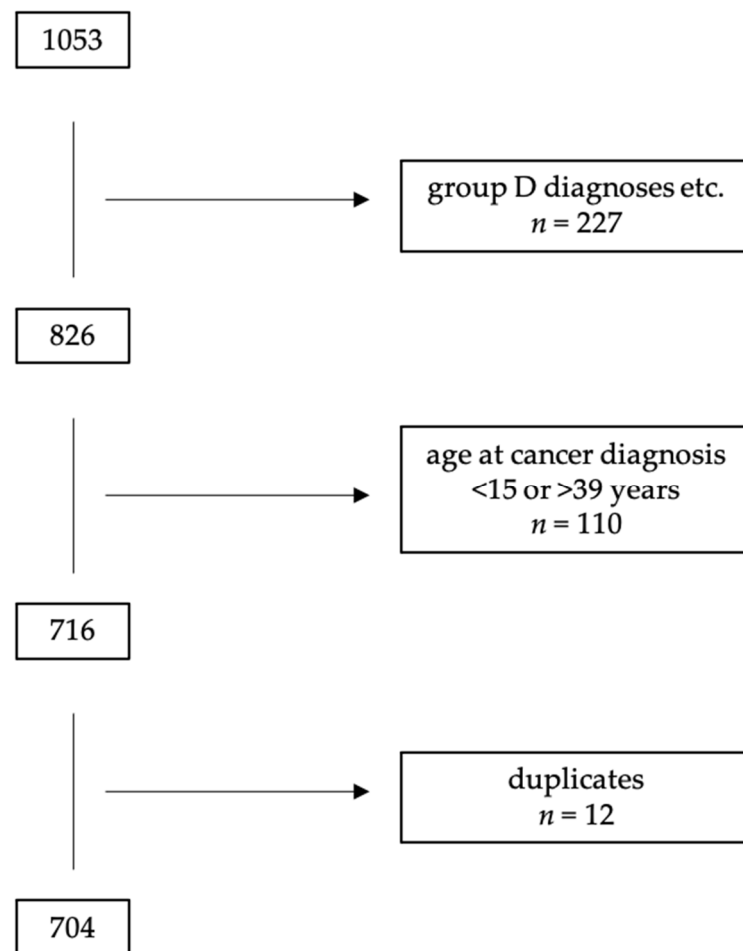 1053
group D diagnoses etc.
n = 227
826
age at cancer diagnosis
<15 or >39 years
n = 110
716
duplicates
n = 12
704